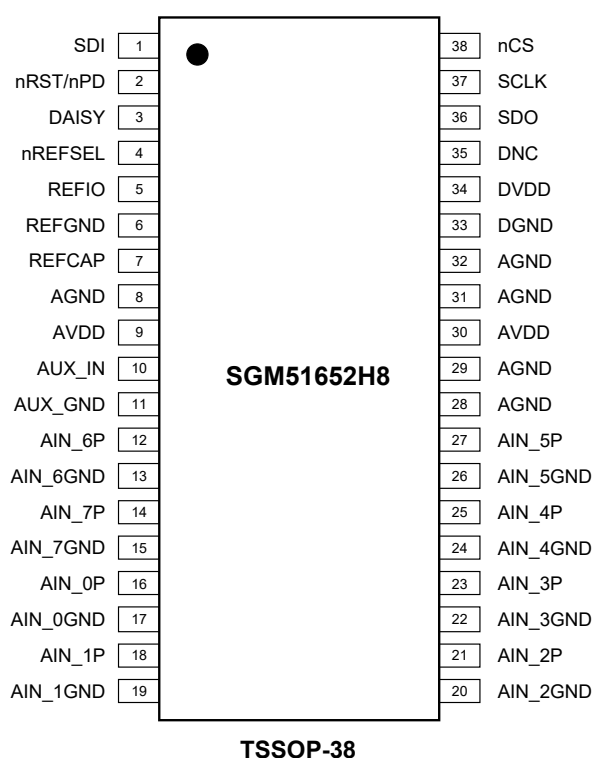 SDI 1 38 nCS
nRST/nPD 2 37 SCLK
DAISY 3 36 SDO
nREFSEL 4 35 DNC
REFIO 5 34 DVDD
REFGND 6 33 DGND
REFCAP 7 32 AGND
AGND 8 31 AGND
AVDD 9 30 AVDD
AUX_IN 10 29 AGND
SGM51652H8
AUX_GND 11 28 AGND
AIN_6P 12 27 AIN_5P
AIN_6GND 13 26 AIN_5GND
AIN_7P 14 25 AIN_4P
AIN_7GND 15 24 AIN_4GND
AIN_0P 16 23 AIN_3P
AIN_0GND 17 22 AIN_3GND
AIN_1P 18 21 AIN_2P
AIN_1GND 19 20 AIN_2GND
TSSOP-38